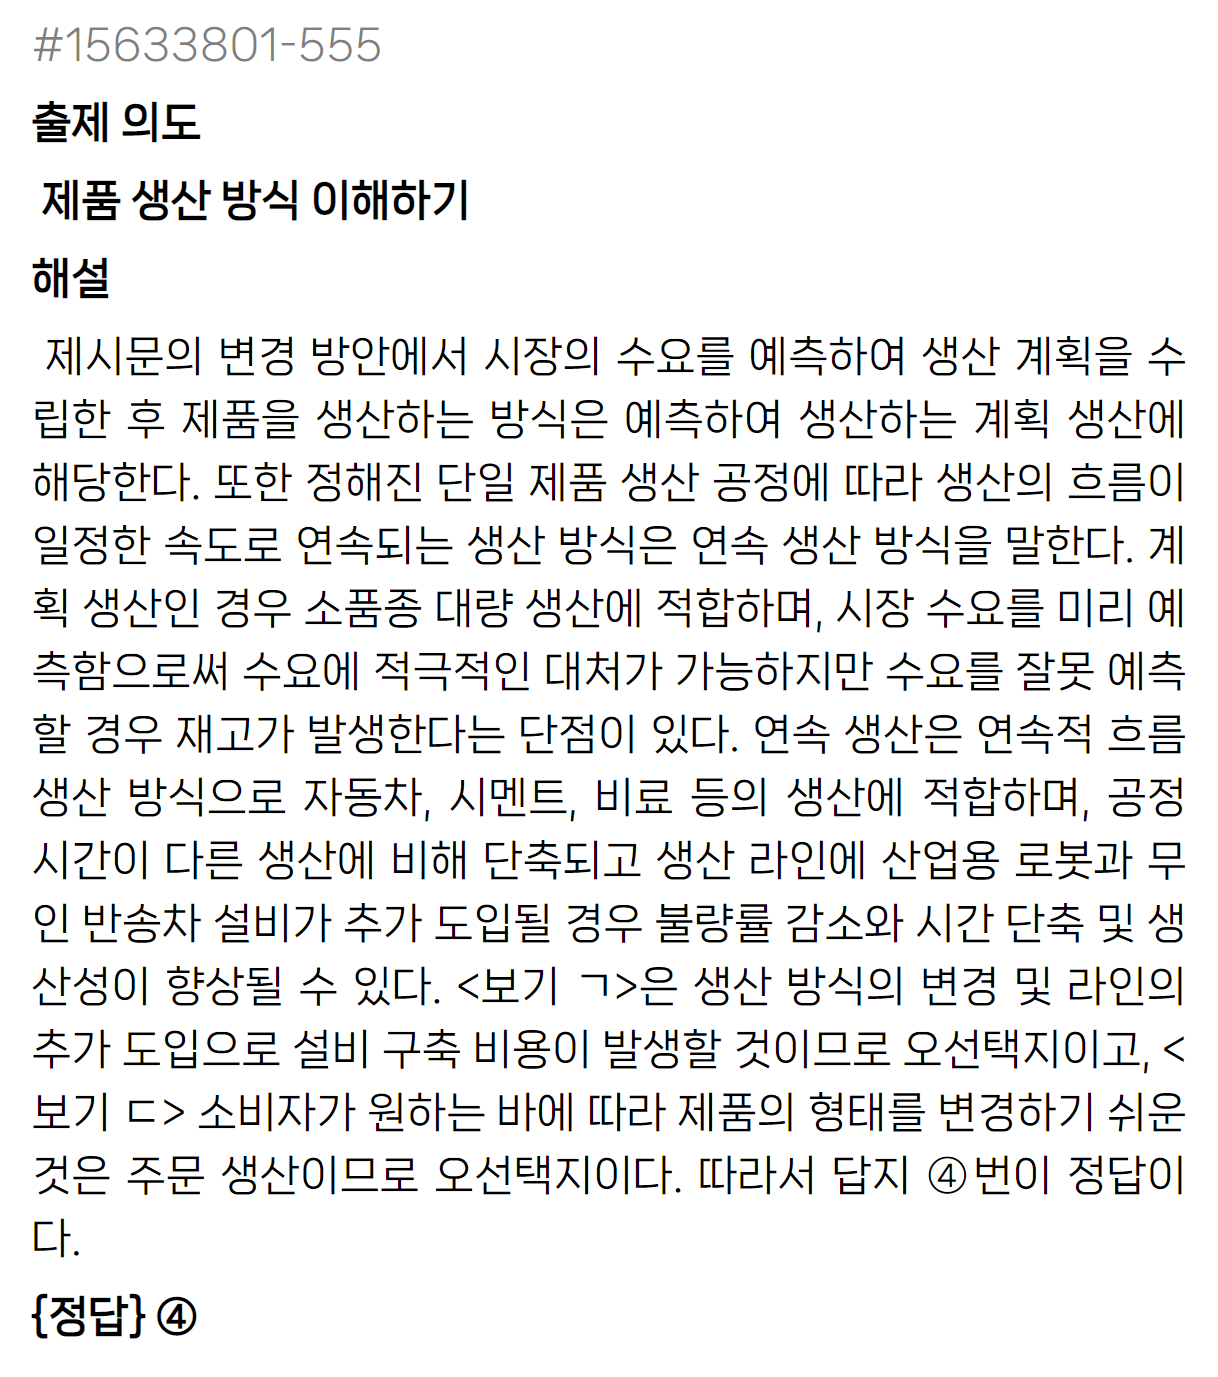 #15633801-555
출제 의도
제품 생산 방식 이해하기
해설
제시문의 변경 방안에서 시장의 수요를 예측하여 생산 계획을 수
립한 후 제품을 생산하는 방식은 예측하여 생산하는 계획 생산에
해당한다. 또한 정해진 단일 제품 생산 공정에 따라 생산의 흐름이
일정한 속도로 연속되는 생산 방식은 연속 생산 방식을 말한다. 계
획 생산인 경우 소품종 대량 생산에 적합하며, 시장 수요를 미리 예
측함으로써 수요에 적극적인 대처가 가능하지만 수요를 잘못 예측
할 경우 재고가 발생한다는 단점이 있다. 연속 생산은 연속적 흐름
생산 방식으로 자동차, 시멘트, 비료 등의 생산에 적합하며, 공정
시간이 다른 생산에 비해 단축되고 생산 라인에 산업용 로봇과 무
인 반송차 설비가 추가 도입될 경우 불량률 감소와 시간 단축 및 생
산성이 향상될 수 있다. <보기 ㄱ>은 생산 방식의 변경 및 라인의
추가 도입으로 설비 구축 비용이 발생할 것이므로 오선택지이고, <
보기 ㄷ> 소비자가 원하는 바에 따라 제품의 형태를 변경하기 쉬운
것은 주문 생산이므로 오선택지이다. 따라서 답지 ④번이 정답이
다.
{정답} ④